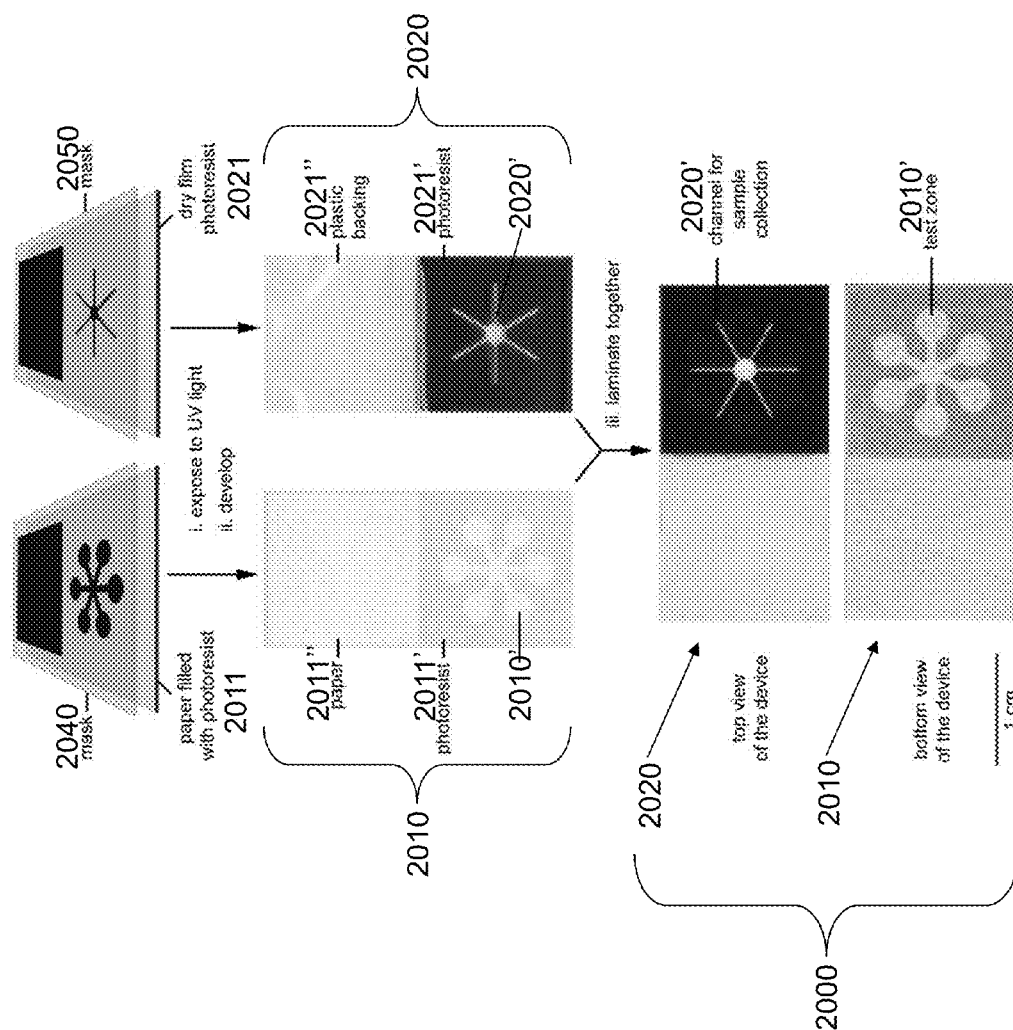 2040
mask
paper filled
with photoresist
2011
2050
mask
dry film
photoresist
2021
i. expose to UV light
ii. develop
2010
2011"
paper
2011'
photoresist
2010'
2020
2021"
plastic
backing
2021'
photoresist
2020'
iii. laminate together
2000
2020
top view
of the device
2020'
channel for
sample
collection
2010
bottom view
of the device
2010'
test zone
1 cm